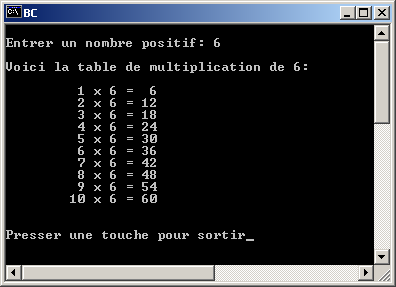 BC
Entrer un nombre positif: 6
Voici la table de multiplication de 6:
1 x 6 =  6
2 x 6 = 12
3 x 6 = 18
4 x 6 = 24
5 x 6 = 30
6 x 6 = 36
7 x 6 = 42
8 x 6 = 48
9 x 6 = 54
10 x 6 = 60
Presser une touche pour sortir_